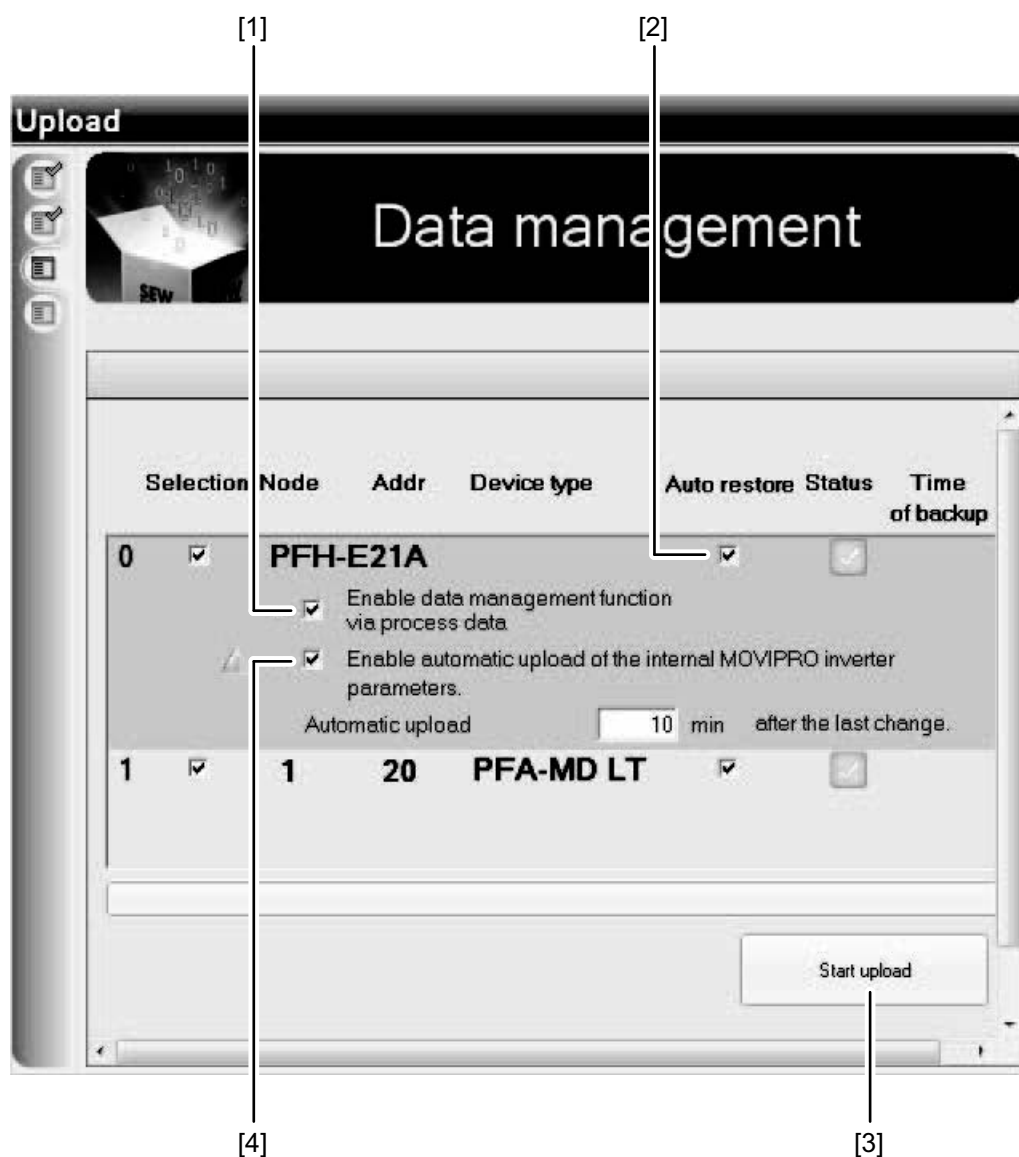 [1] [2]
Upload
Data management
SEW
Selection Node Addr Device type Auto restore Status Time
of backup
0 PFH-E21A
Enable data management function
via process data
Enable automatic upload of the internal MOVIPRO inverter
parameters.
Automatic upload 10 min after the last change.
1 1 20 PFA-MD LT
Start upload
[4] [3]